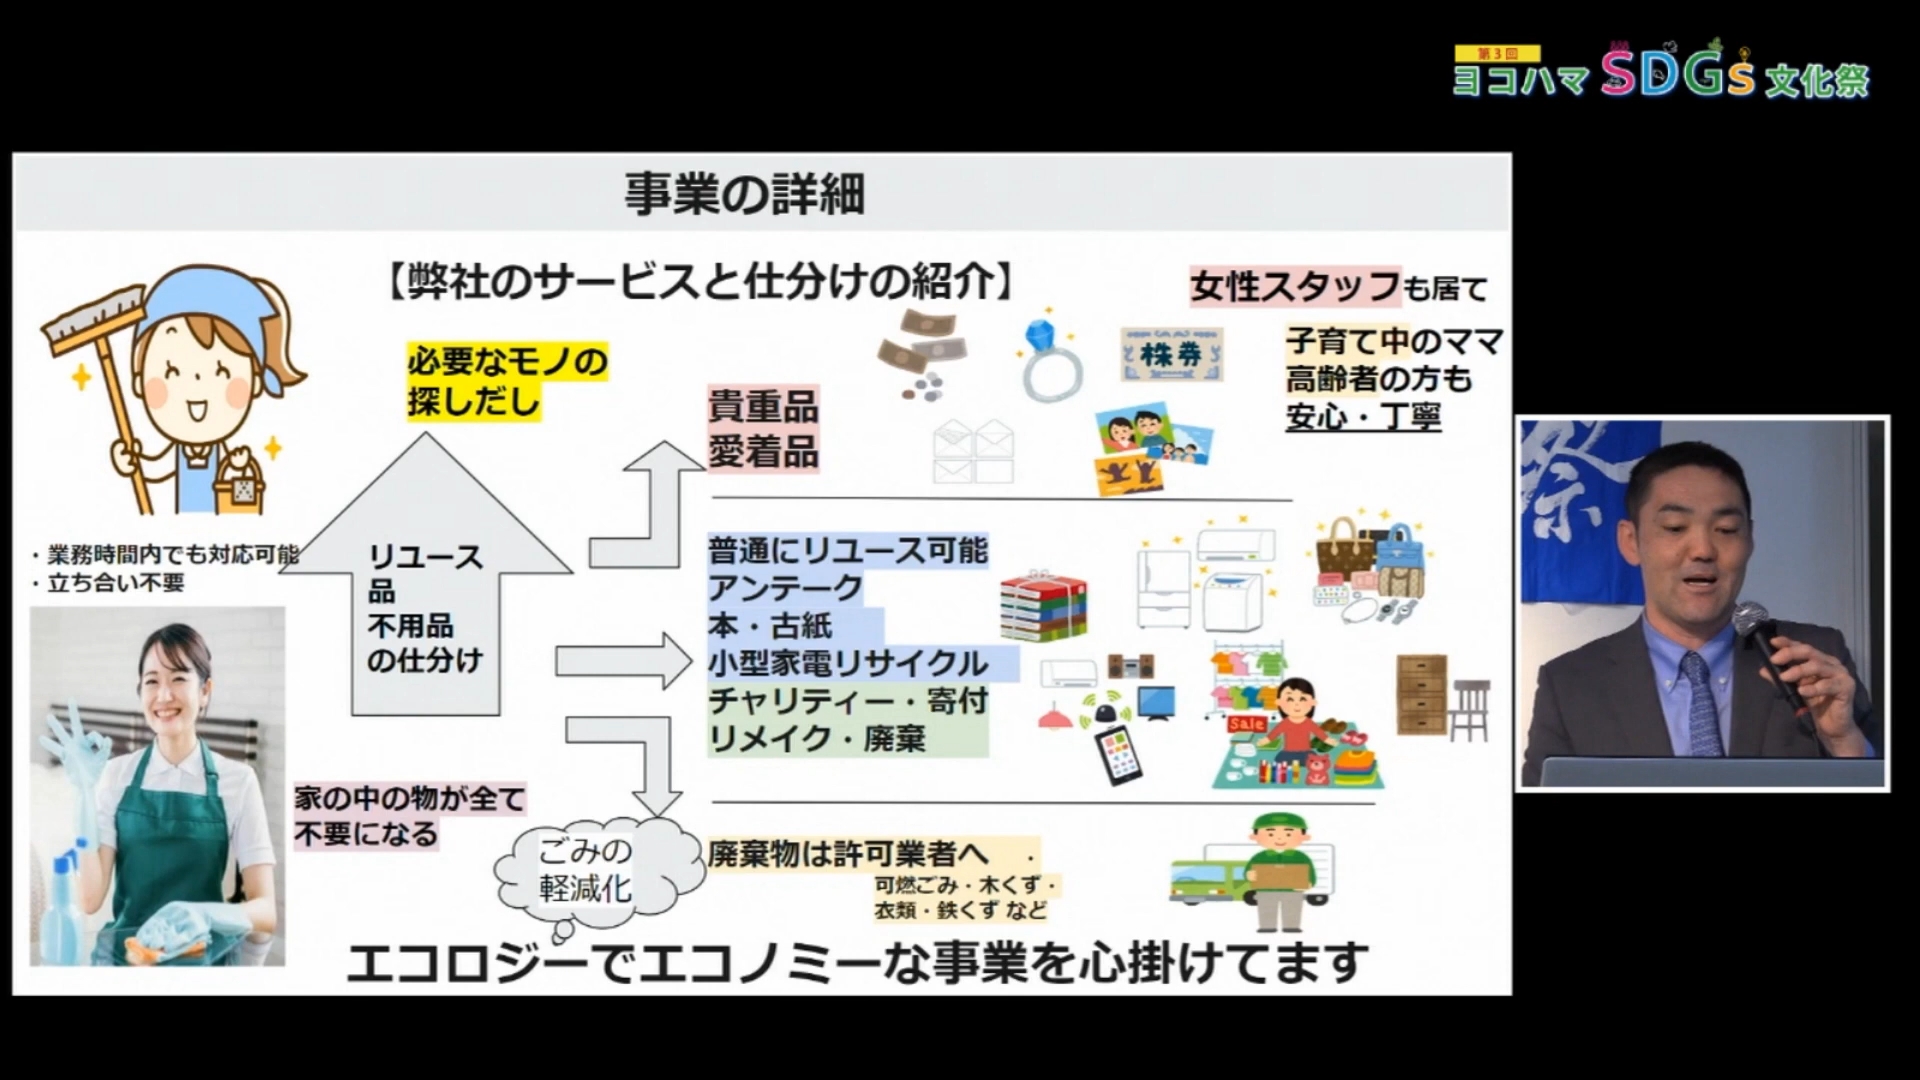 第3回
ヨコハマ SDGs 文化祭
事業の詳細
【弊社のサービスと仕分けの紹介】
女性スタッフも居て
子育て中のママ
高齢者の方も
安心・丁寧
必要なモノの
探しだし
貴重品
愛着品
株券
・業務時間内でも対応可能
・立ち合い不要
リユース
品
不用品
の仕分け
普通にリユース可能
アンテーク
本・古紙
小型家電リサイクル
チャリティー・寄付
リメイク・廃棄
Sale
家の中の物が全て
不要になる
ごみの
軽減化
廃棄物は許可業者へ ・
可燃ごみ・木くず・
衣類・鉄くず など
エコロジーでエコノミーな事業を心掛けてます
祭